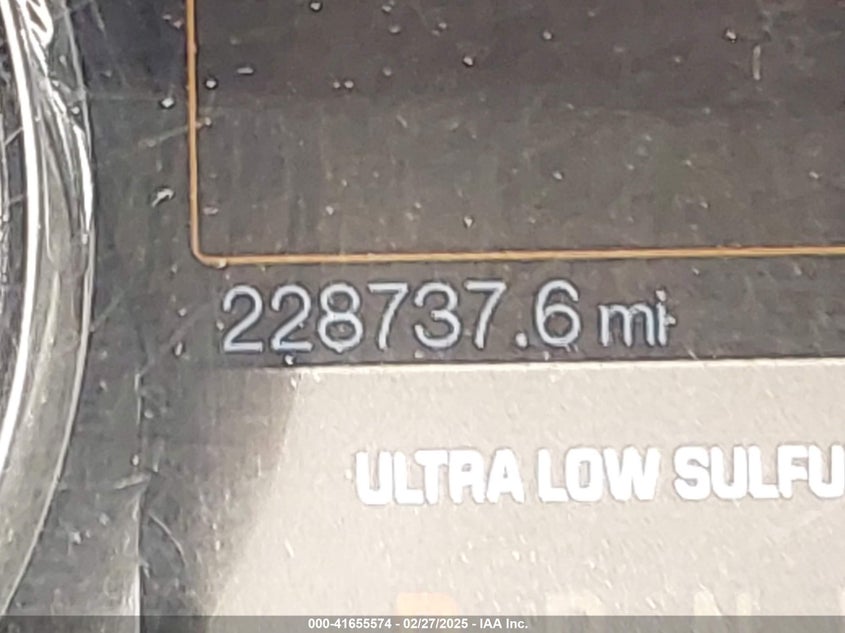 228737.6 mi
ULTRA LOW SULFU
000-41655574 - 02/27/2025 - IAA Inc.